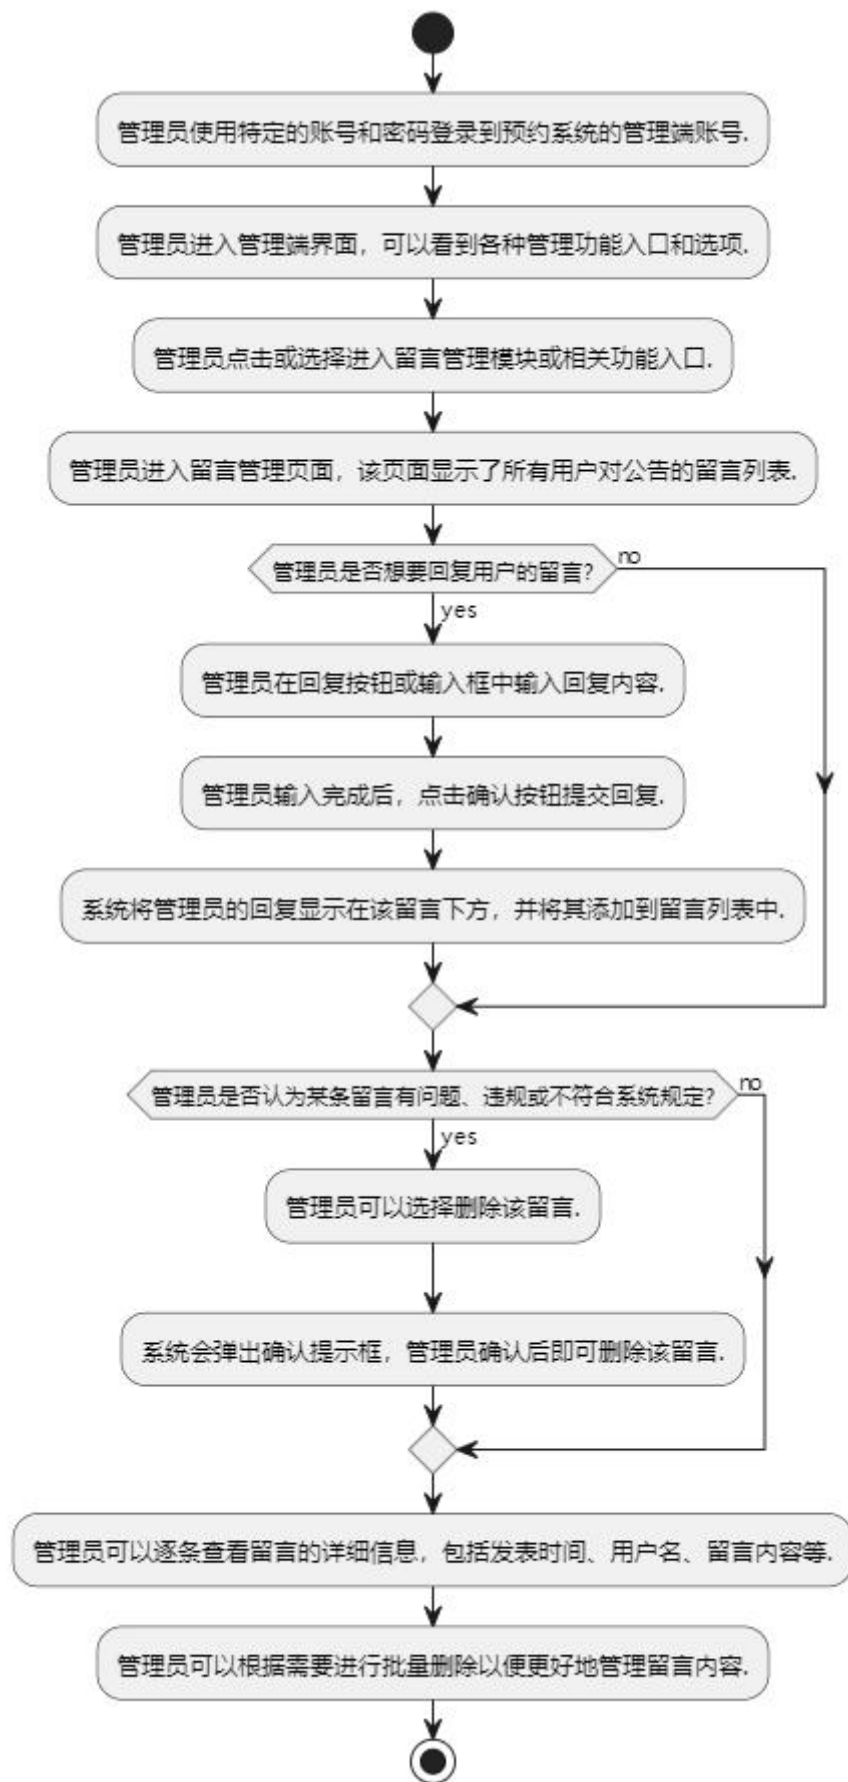 管理员使用特定的账号和密码登录到预约系统的管理端账号.
管理员进入管理端界面，可以看到各种管理功能入口和选项.
管理员点击或选择进入留言管理模块或相关功能入口.
管理员进入留言管理页面，该页面显示了所有用户对公告的留言列表.
管理员是否想要回复用户的留言?
no
yes
管理员在回复按钮或输入框中输入回复内容.
管理员输入完成后，点击确认按钮提交回复.
系统将管理员的回复显示在该留言下方，并将其添加到留言列表中.
管理员是否认为某条留言有问题、违规或不符合系统规定?
no
yes
管理员可以选择删除该留言.
系统会弹出确认提示框，管理员确认后即可删除该留言.
管理员可以逐条查看留言的详细信息，包括发表时间、用户名、留言内容等.
管理员可以根据需要进行批量删除以便更好地管理留言内容.